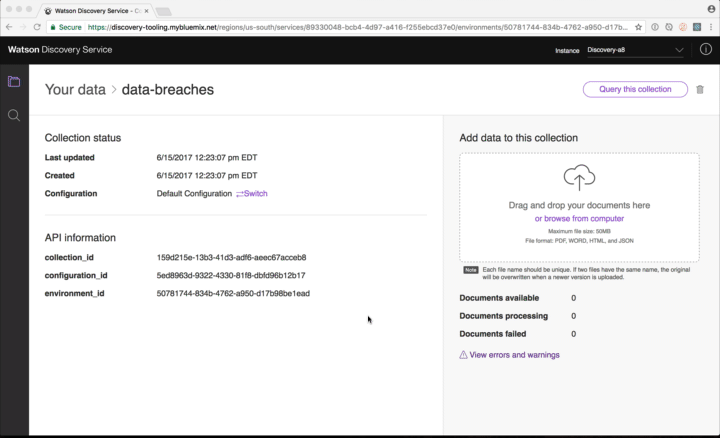 Watson Discovery Service - C
Secure
https://discovery-tooling.mybluemix.net/regions/us-south/services/89330048-bcb4-4d97-a416-f255ebcd37e0/environments/50781744-834b-4762-a950-d17b...
Watson Discovery Service
Instance
Discovery-a8
Your data > data-breaches
Query this collection
Collection status
Last updated 6/15/2017 12:23:07 pm EDT
Created 6/15/2017 12:23:07 pm EDT
Configuration Default Configuration Switch
API information
collection_id 159d215e-13b3-41d3-adf6-aeec67acceb8
configuration_id 5ed8963d-9322-4330-81f8-dbfd96b12b17
environment_id 50781744-834b-4762-a950-d17b98be1ead
Add data to this collection
Drag and drop your documents here
or browse from computer
Maximum file size: 50MB
File format: PDF, WORD, HTML, and JSON
Note Each file name should be unique. If two files have the same name, the original
will be overwritten when a newer version is uploaded.
Documents available 0
Documents processing 0
Documents failed 0
View errors and warnings